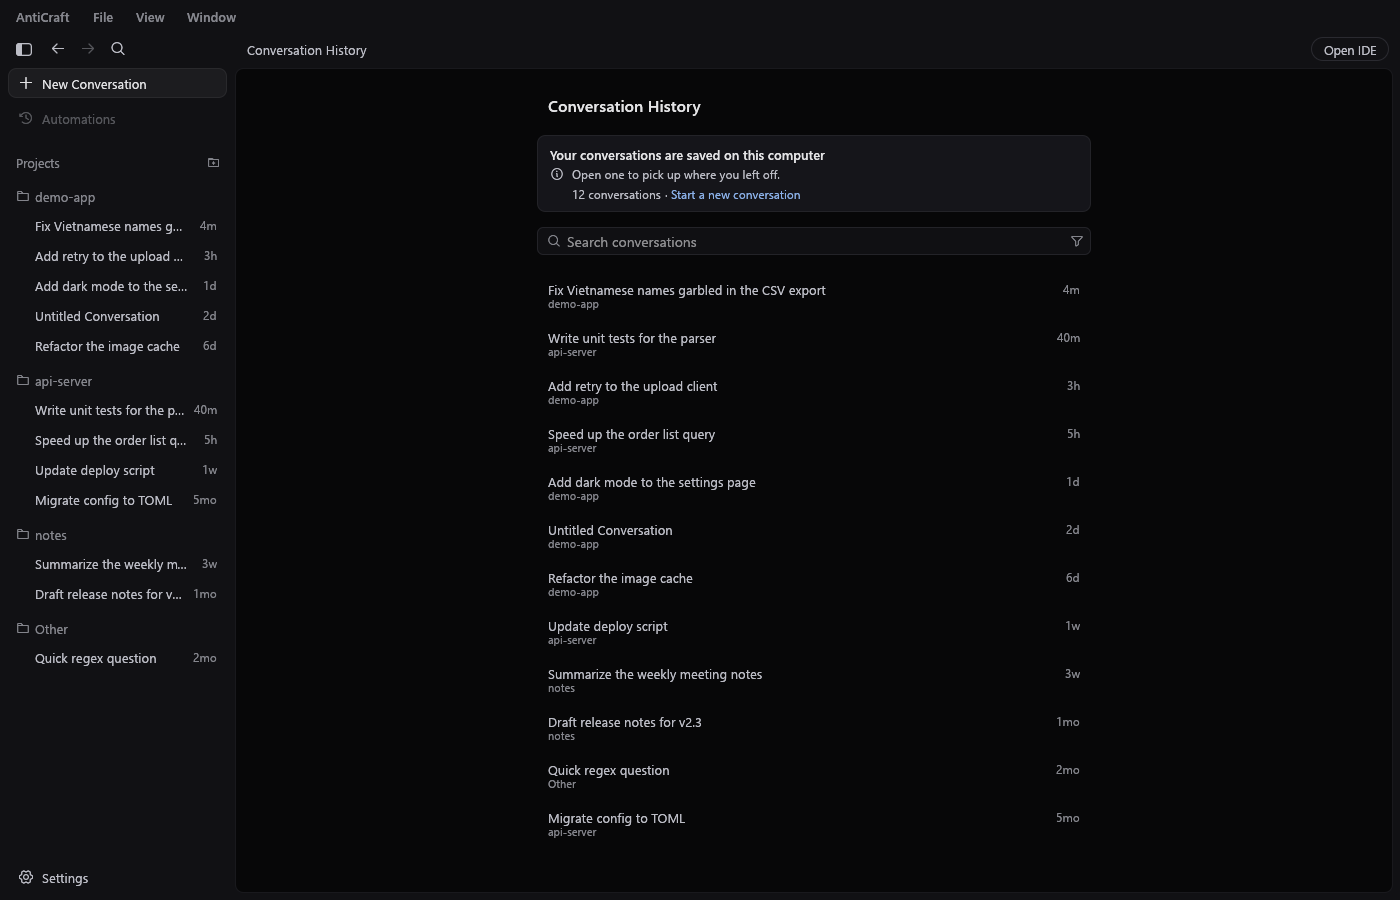 AntiCraft File View Window
Conversation History
Open IDE
New Conversation
Automations
Projects
demo-app
Fix Vietnamese names g... 4m
Add retry to the upload ... 3h
Add dark mode to the se... 1d
Untitled Conversation 2d
Refactor the image cache 6d
api-server
Write unit tests for the p... 40m
Speed up the order list q... 5h
Update deploy script 1w
Migrate config to TOML 5mo
notes
Summarize the weekly m... 3w
Draft release notes for v... 1mo
Other
Quick regex question 2mo
Settings
Conversation History
Your conversations are saved on this computer
Open one to pick up where you left off.
12 conversations · Start a new conversation
Search conversations
Fix Vietnamese names garbled in the CSV export 4m
demo-app
Write unit tests for the parser 40m
api-server
Add retry to the upload client 3h
demo-app
Speed up the order list query 5h
api-server
Add dark mode to the settings page 1d
demo-app
Untitled Conversation 2d
demo-app
Refactor the image cache 6d
demo-app
Update deploy script 1w
api-server
Summarize the weekly meeting notes 3w
notes
Draft release notes for v2.3 1mo
notes
Quick regex question 2mo
Other
Migrate config to TOML 5mo
api-server